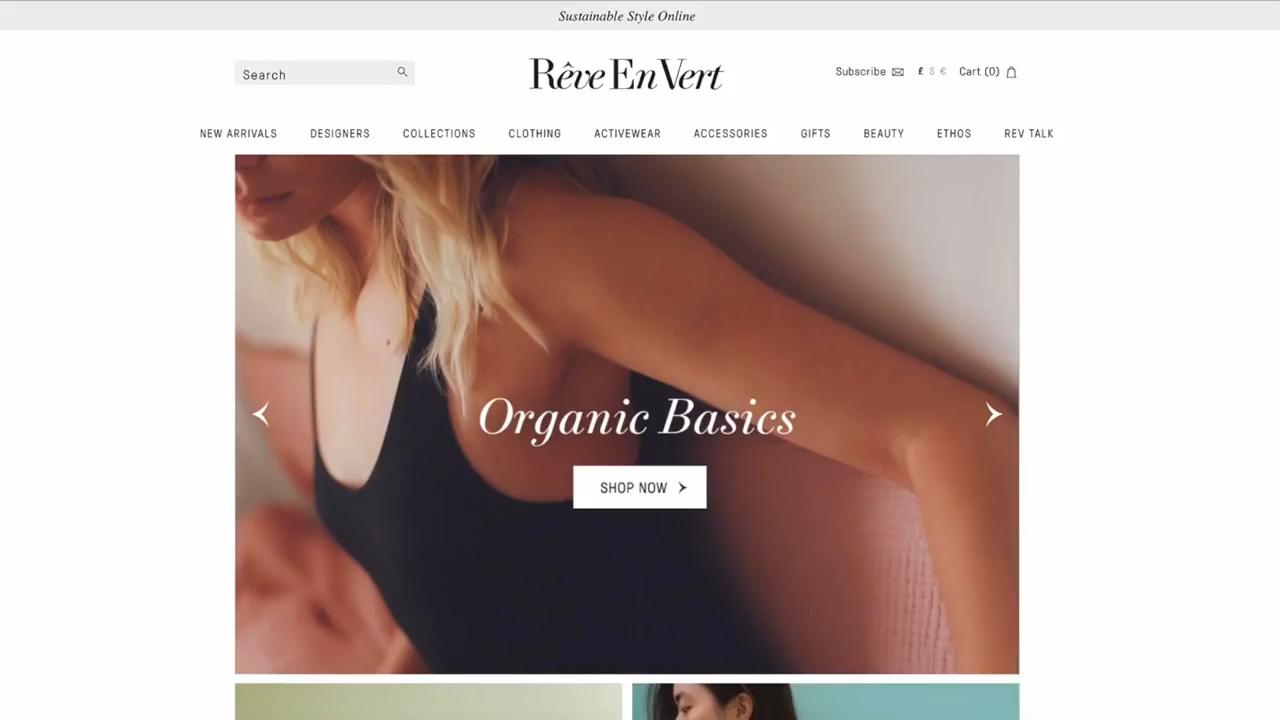 Sustainable Style Online
Search
Rêve En Vert
Subscribe
£ $ €
Cart (0)
NEW ARRIVALS DESIGNERS COLLECTIONS CLOTHING ACTIVEWEAR ACCESSORIES GIFTS BEAUTY ETHOS REV TALK
Organic Basics
SHOP NOW